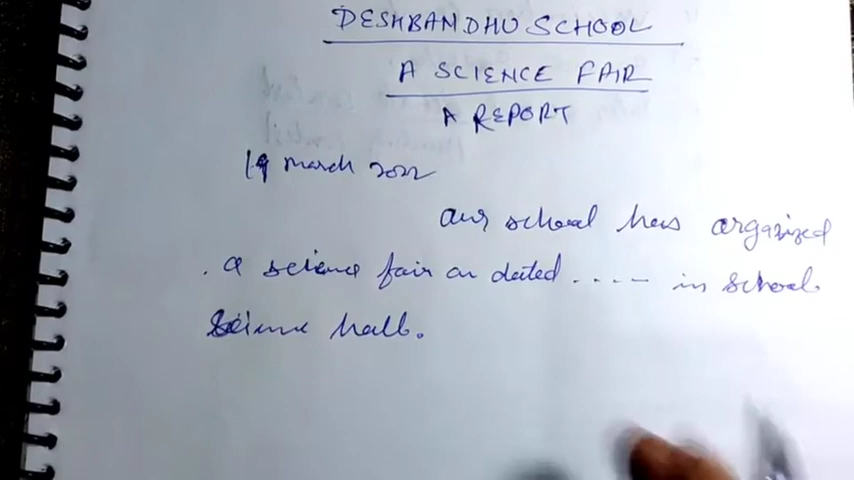 DESHBANDHU SCHOOL
A SCIENCE FAIR
A REPORT
19 march 2022
our school has organized
. a science fair on dated ..... in school
Science hall.